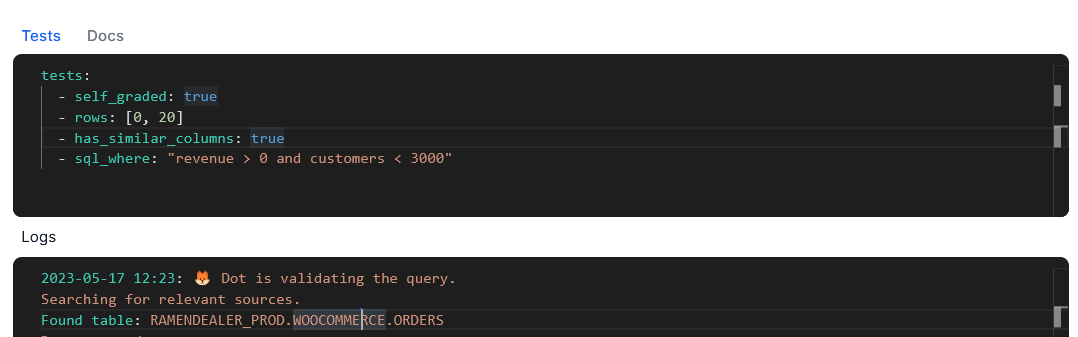 Tests Docs
tests:
- self_graded: true
- rows: [0, 20]
- has_similar_columns: true
- sql_where: "revenue > 0 and customers < 3000"
Logs
2023-05-17 12:23: 🦊 Dot is validating the query.
Searching for relevant sources.
Found table: RAMENDEALER_PROD.WOOCOMMERCE.ORDERS